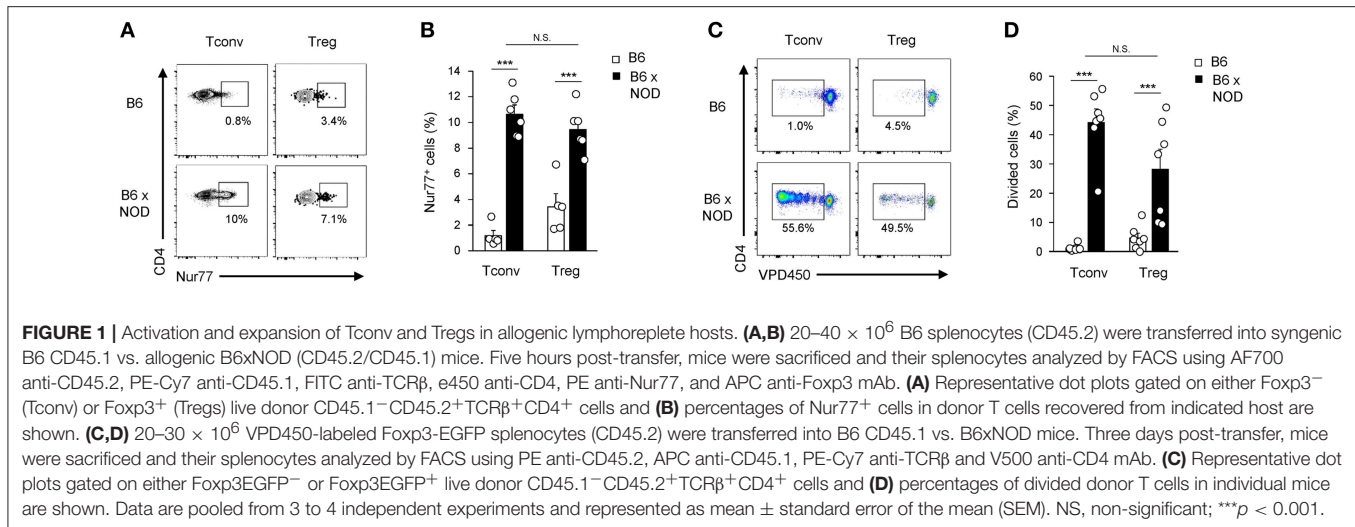 A
Tconv
Treg
B6
0.8%
3.4%
B6 x
NOD
10%
7.1%
CD4
Nur77
B
N.S.
B6
B6 x
NOD
***
***
Nur77⁺ cells (%)
14
12
10
8
6
4
2
0
Tconv
Treg
C
Tconv
Treg
B6
1.0%
4.5%
B6 x
NOD
55.6%
49.5%
CD4
VPD450
D
N.S.
B6
B6 x
NOD
***
***
Divided cells (%)
60
50
40
30
20
10
0
Tconv
Treg
FIGURE 1 | Activation and expansion of Tconv and Tregs in allogenic lymphoreplete hosts. (A,B) 20–40 × 10⁶ B6 splenocytes (CD45.2) were transferred into syngenic
B6 CD45.1 vs. allogenic B6xNOD (CD45.2/CD45.1) mice. Five hours post-transfer, mice were sacrificed and their splenocytes analyzed by FACS using AF700
anti-CD45.2, PE-Cy7 anti-CD45.1, FITC anti-TCRβ, e450 anti-CD4, PE anti-Nur77, and APC anti-Foxp3 mAb. (A) Representative dot plots gated on either Foxp3⁻
(Tconv) or Foxp3⁺ (Tregs) live donor CD45.1⁻CD45.2⁺TCRβ⁺CD4⁺ cells and (B) percentages of Nur77⁺ cells in donor T cells recovered from indicated host are
shown. (C,D) 20–30 × 10⁶ VPD450-labeled Foxp3-EGFP splenocytes (CD45.2) were transferred into B6 CD45.1 vs. B6xNOD mice. Three days post-transfer, mice
were sacrificed and their splenocytes analyzed by FACS using PE anti-CD45.2, APC anti-CD45.1, PE-Cy7 anti-TCRβ and V500 anti-CD4 mAb. (C) Representative dot
plots gated on either Foxp3EGFP⁻ or Foxp3EGFP⁺ live donor CD45.1⁻CD45.2⁺TCRβ⁺CD4⁺ cells and (D) percentages of divided donor T cells in individual mice
are shown. Data are pooled from 3 to 4 independent experiments and represented as mean ± standard error of the mean (SEM). NS, non-significant; ***p < 0.001.